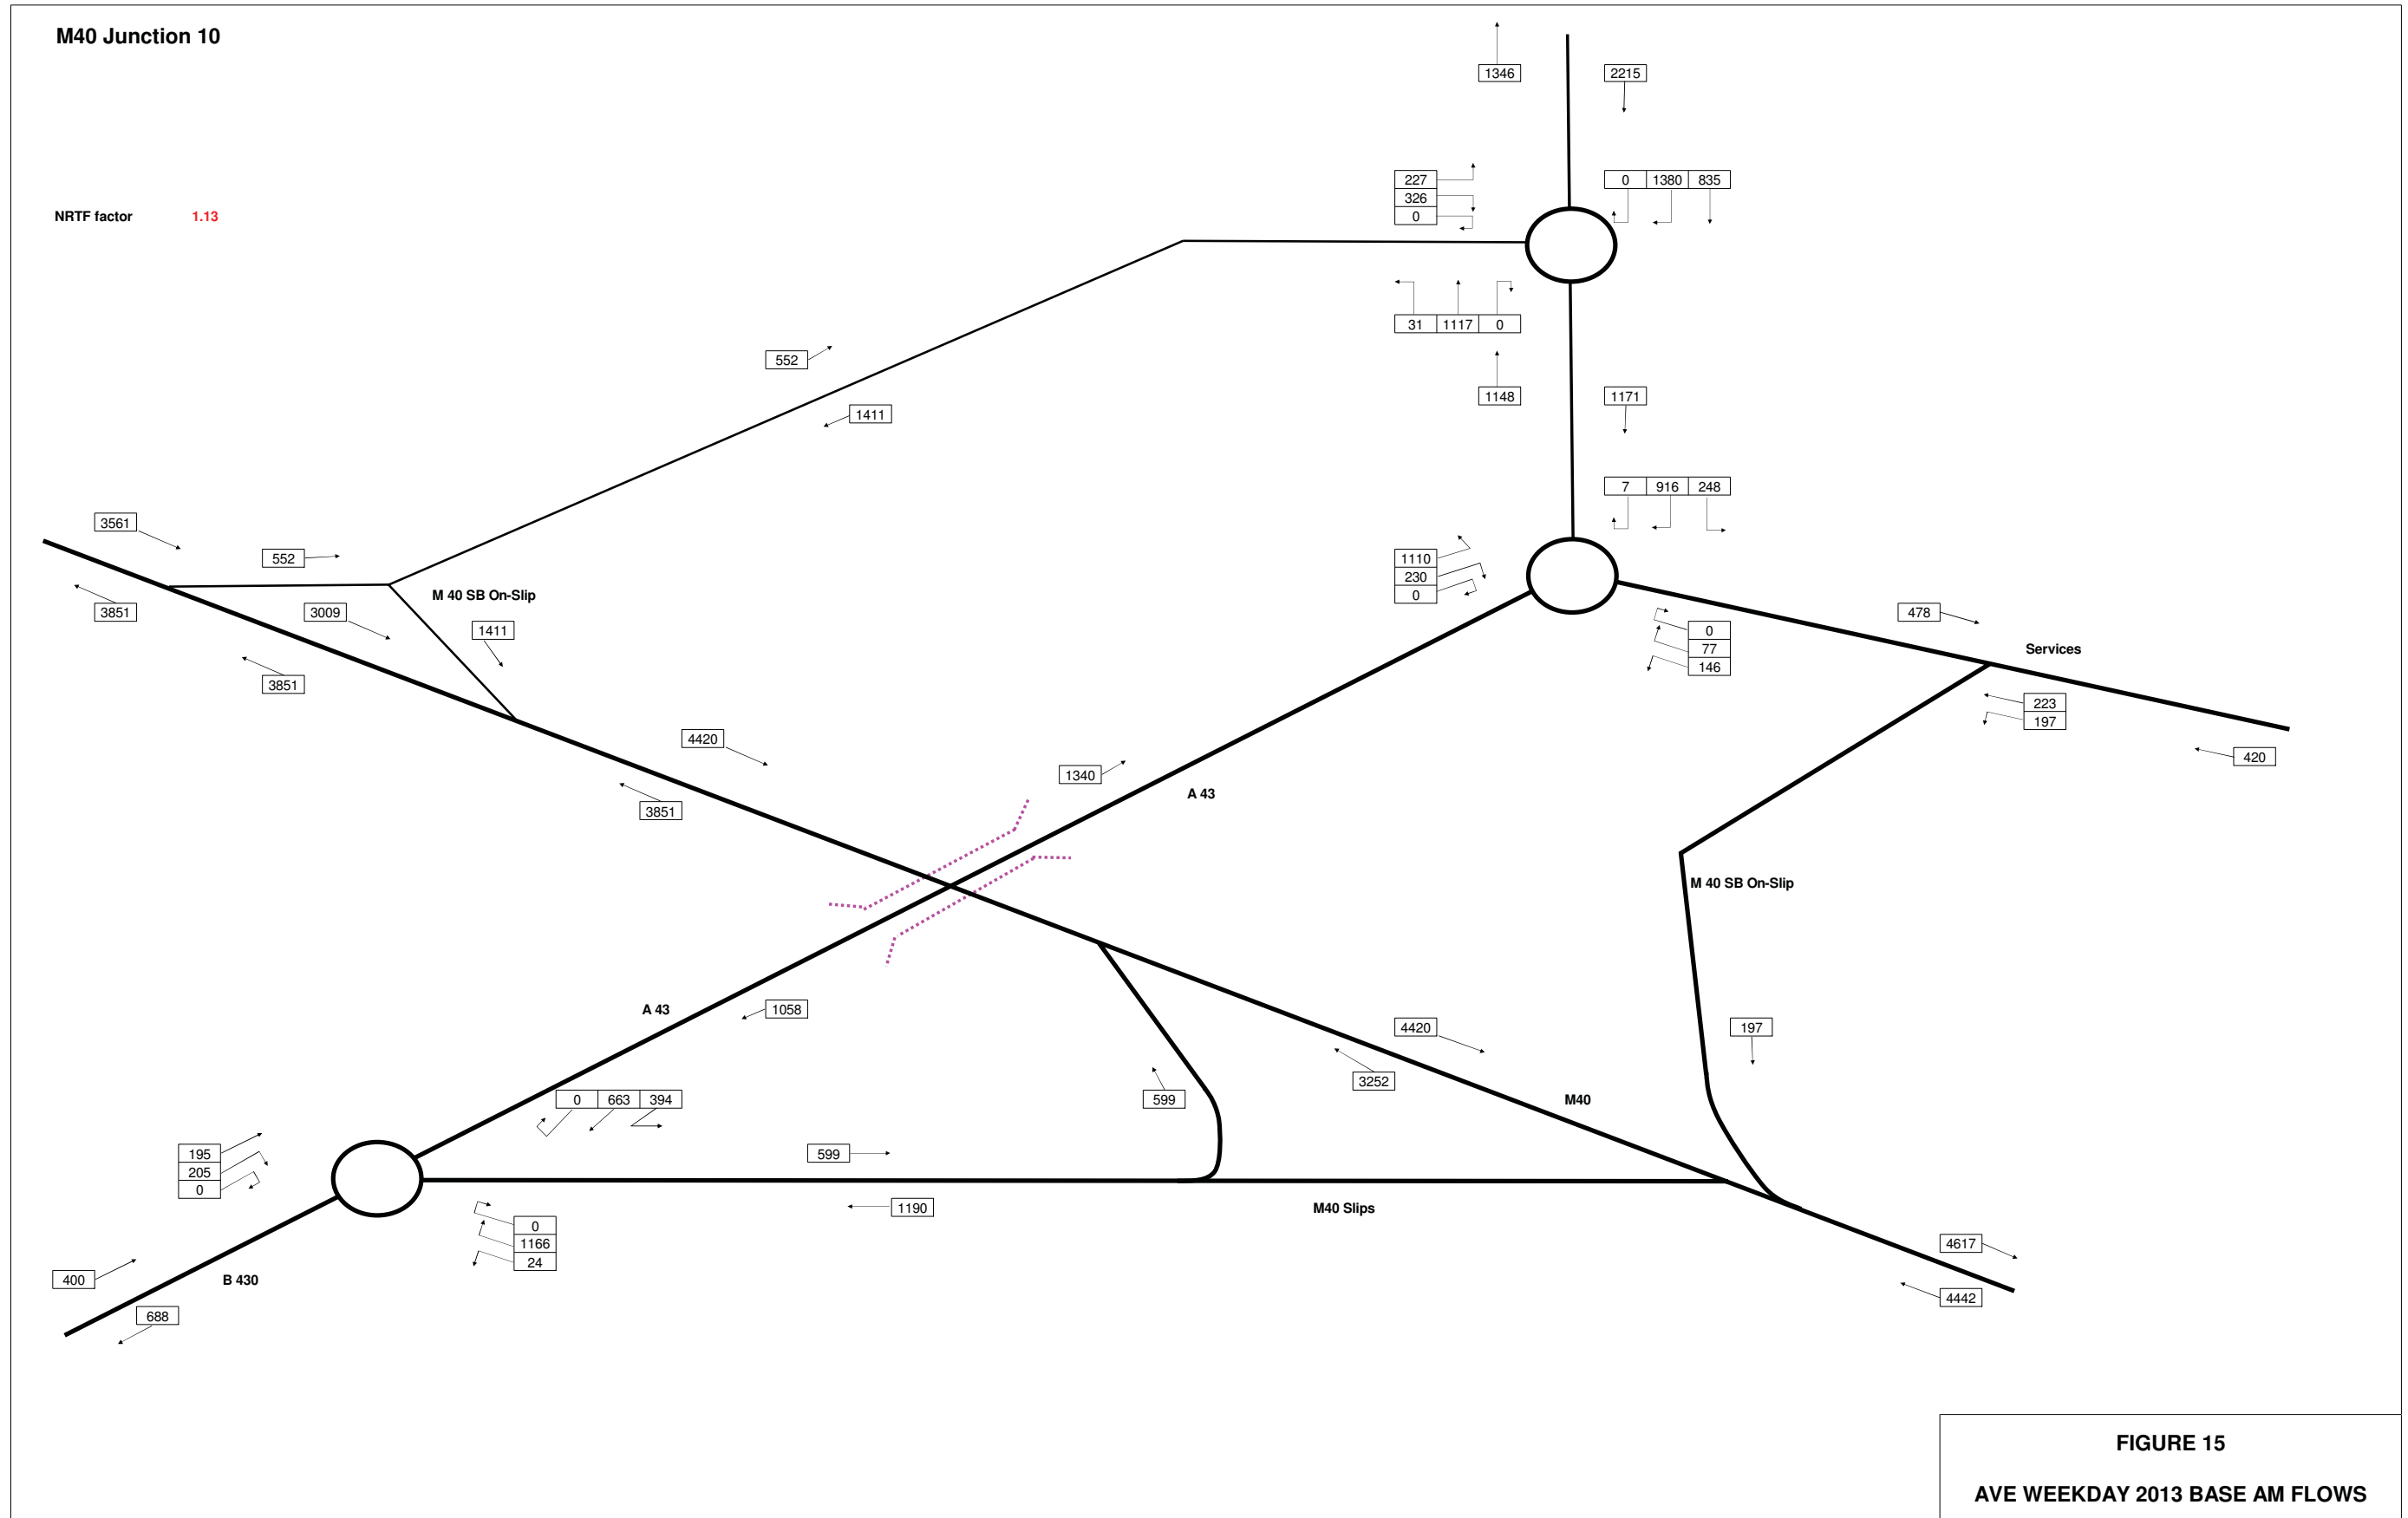 M40 Junction 10
1346
2215
227
326
0
0 1380 835
NRTF factor 1.13
31 1117 0
552
1148
1171
1411
7 916 248
3561
552
1110
230
0
3851
3009
M 40 SB On-Slip
1411
478
0
77
146
Services
3851
223
197
4420
420
1340
A 43
3851
M 40 SB On-Slip
A 43
1058
4420
197
3252
0 663 394
599
M40
195
205
0
599
1190
M40 Slips
0
1166
24
4617
400
B 430
4442
688
FIGURE 15
AVE WEEKDAY 2013 BASE AM FLOWS